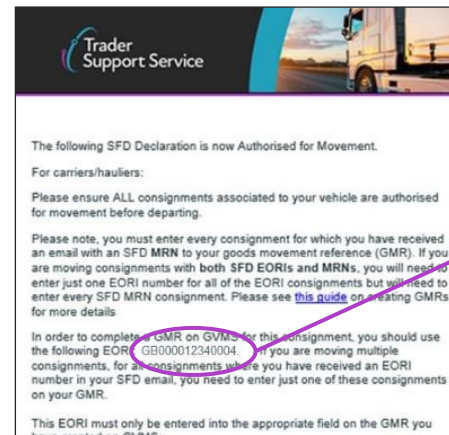 Trader
Support Service
The following SFD Declaration is now Authorised for Movement.
For carriers/hauliers:
Please ensure ALL consignments associated to your vehicle are authorised
for movement before departing.
Please note, you must enter every consignment for which you have received
an email with an SFD MRN to your goods movement reference (GMR). If you
are moving consignments with both SFD EORIs and MRNs, you will need to
enter just one EORI number for all of the EORI consignments but will need to
enter every SFD MRN consignment. Please see this guide on creating GMRs
for more details
In order to complete a GMR on GVMS for this consignment, you should use
the following EORI GB000012340004. If you are moving multiple
consignments, for all consignments where you have received an EORI
number in your SFD email, you need to enter just one of these consignments
on your GMR.
This EORI must only be entered into the appropriate field on the GMR you
have created on GVMS